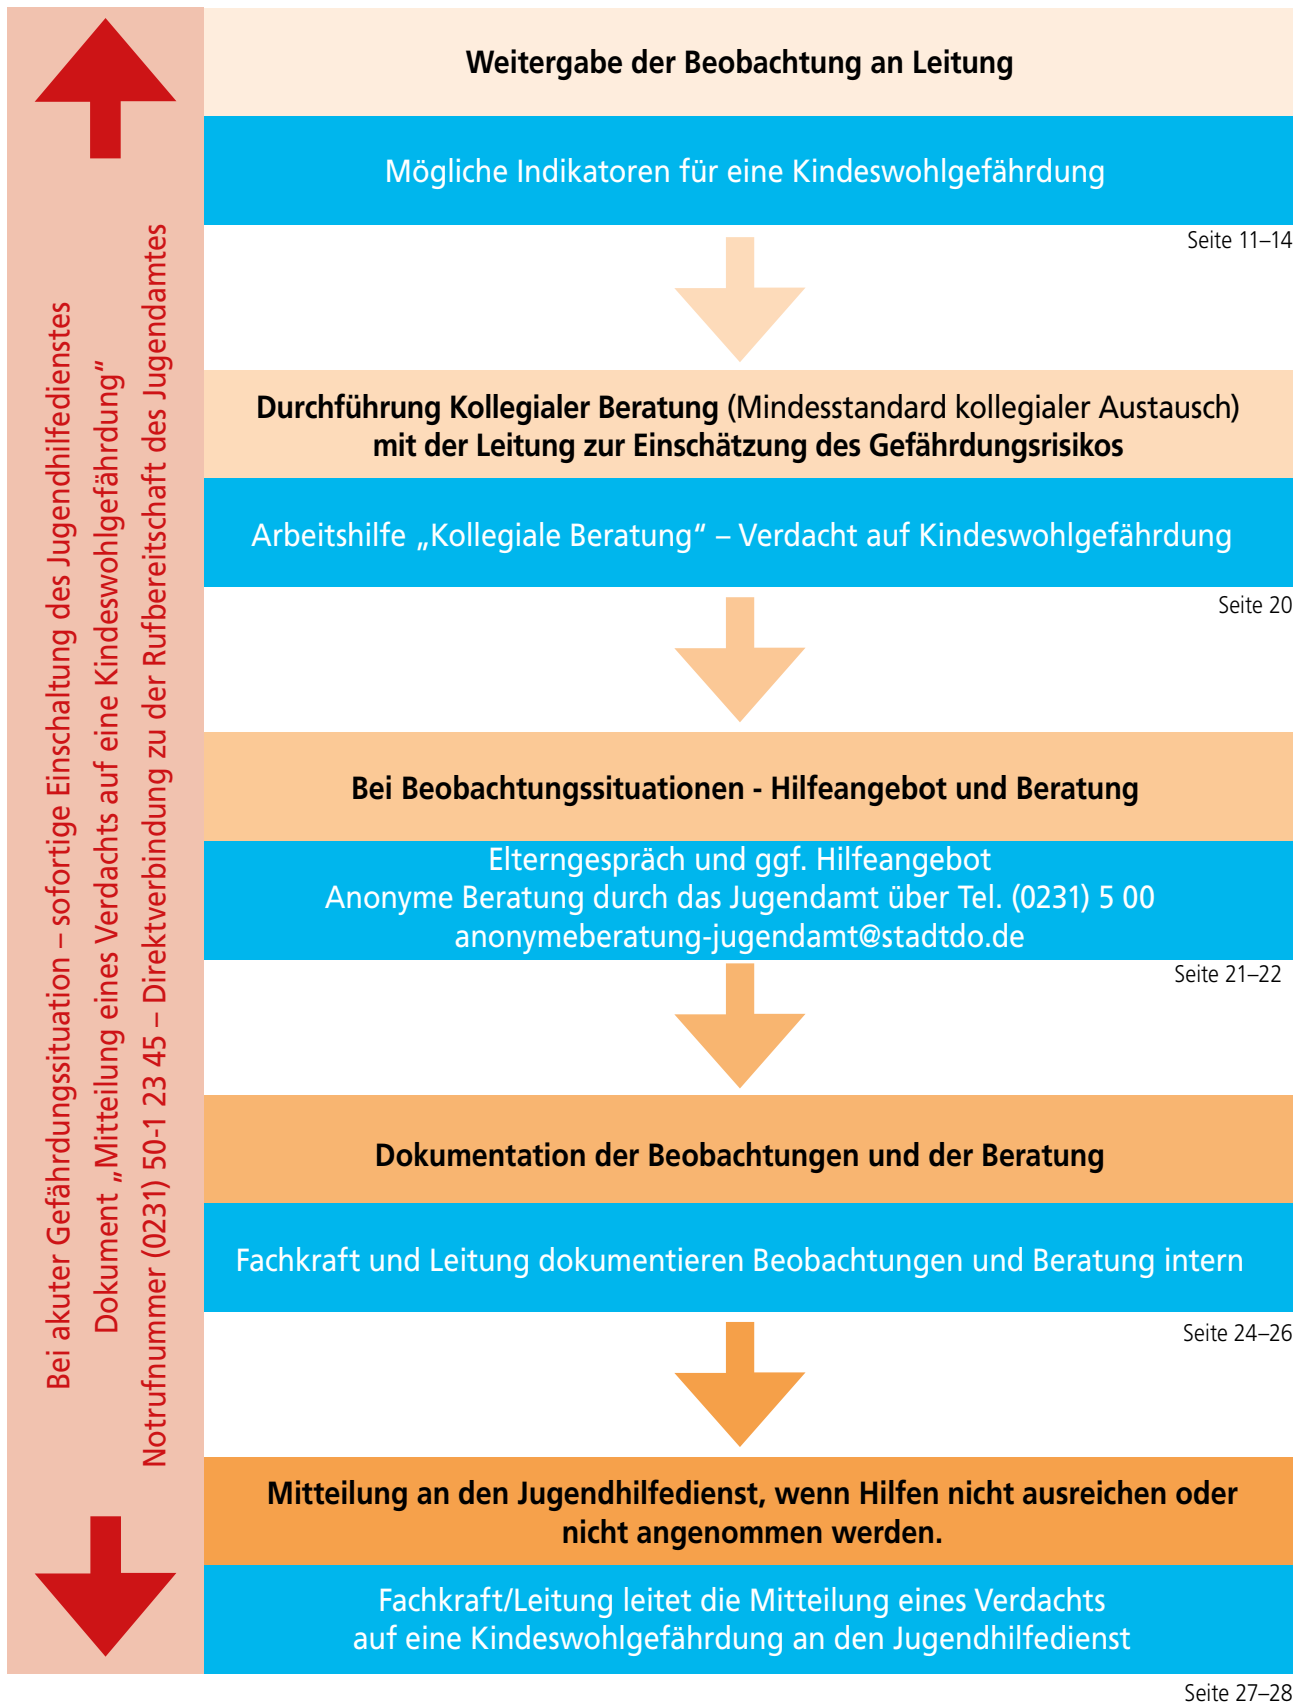 Bei akuter Gefährdungssituation – sofortige Einschaltung des Jugendhilfedienstes
Dokument „Mitteilung eines Verdachts auf eine Kindeswohlgefährdung“
Notrufnummer (0231) 50-1 23 45 – Direktverbindung zu der Rufbereitschaft des Jugendamtes
Weitergabe der Beobachtung an Leitung
Mögliche Indikatoren für eine Kindeswohlgefährdung
Seite 11–14
Durchführung Kollegialer Beratung (Mindesstandard kollegialer Austausch)
mit der Leitung zur Einschätzung des Gefährdungsrisikos
Arbeitshilfe „Kollegiale Beratung“ – Verdacht auf Kindeswohlgefährdung
Seite 20
Bei Beobachtungssituationen - Hilfeangebot und Beratung
Elterngespräch und ggf. Hilfeangebot
Anonyme Beratung durch das Jugendamt über Tel. (0231) 5 00
anonymeberatung-jugendamt@stadtdo.de
Seite 21–22
Dokumentation der Beobachtungen und der Beratung
Fachkraft und Leitung dokumentieren Beobachtungen und Beratung intern
Seite 24–26
Mitteilung an den Jugendhilfedienst, wenn Hilfen nicht ausreichen oder
nicht angenommen werden.
Fachkraft/Leitung leitet die Mitteilung eines Verdachts
auf eine Kindeswohlgefährdung an den Jugendhilfedienst
Seite 27–28